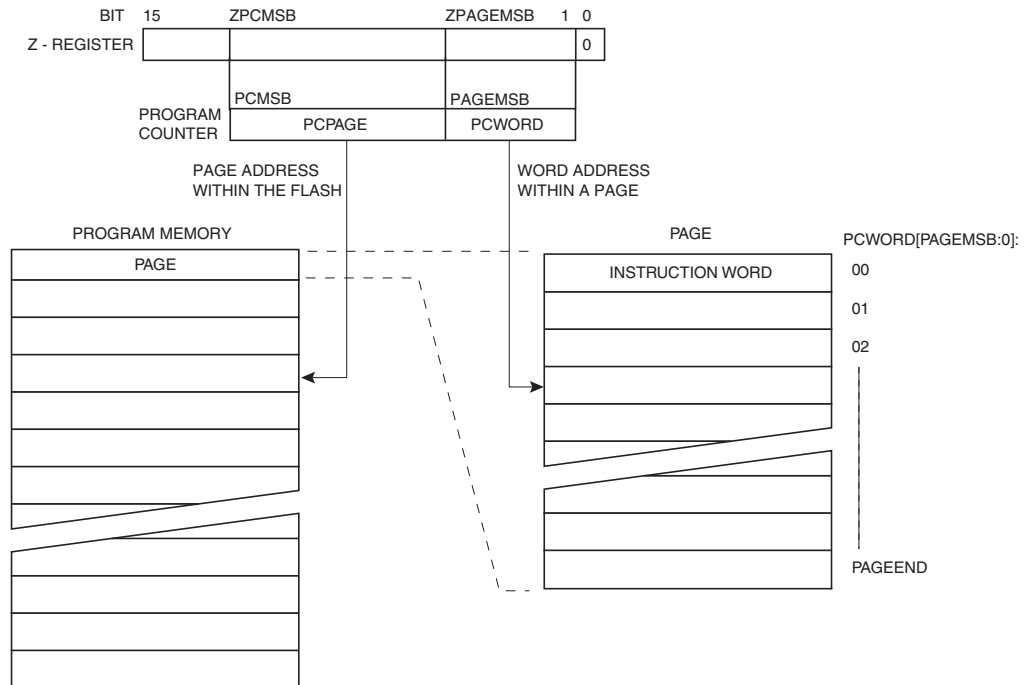 BIT 15 ZPCMSB ZPAGEMSB 1 0
Z - REGISTER 0
PCMSB PAGEMSB
PROGRAM
COUNTER
PCPAGE PCWORD
PAGE ADDRESS
WITHIN THE FLASH
WORD ADDRESS
WITHIN A PAGE
PROGRAM MEMORY
PAGE
PAGE
PCWORD[PAGEMSB:0]:
INSTRUCTION WORD 00
01
02
PAGEEND